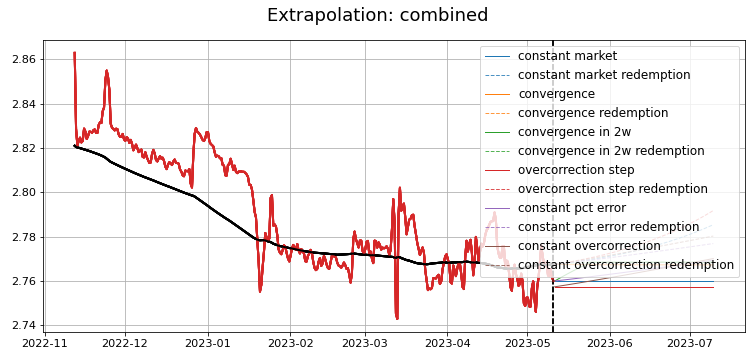 Extrapolation: combined
2.86
2.84
2.82
2.80
2.78
2.76
2.74
constant market
constant market redemption
convergence
convergence redemption
convergence in 2w
convergence in 2w redemption
overcorrection step
overcorrection step redemption
constant pct error
constant pct error redemption
constant overcorrection
constant overcorrection redemption
2022-11
2022-12
2023-01
2023-02
2023-03
2023-04
2023-05
2023-06
2023-07